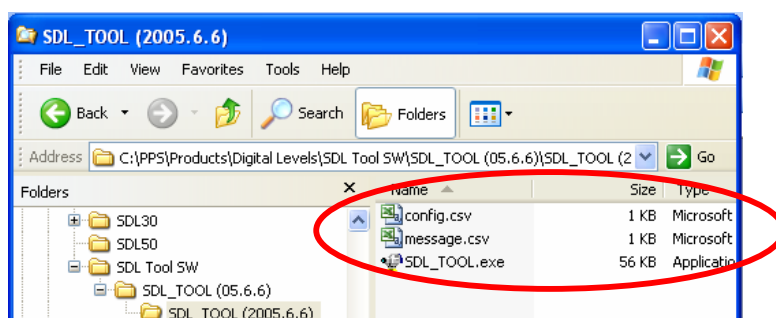 SDL_TOOL (2005.6.6)
File Edit View Favorites Tools Help
Back Search Folders
Address C:\PPS\Products\Digital Levels\SDL Tool SW\SDL_TOOL (05.6.6)\SDL_TOOL (2 Go
Folders Name Size Type
SDL30 config.csv 1 KB Microsoft
SDL50 message.csv 1 KB Microsoft
SDL Tool SW SDL_TOOL.exe 56 KB Applicatio
SDL_TOOL (05.6.6)
SDL_TOOL (2005.6.6)